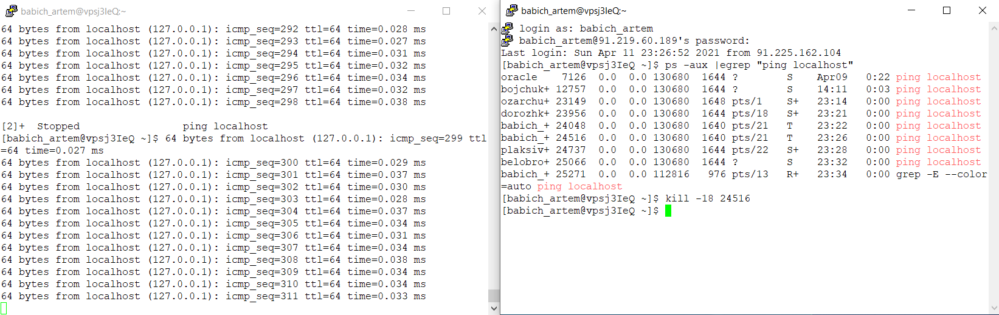 babich_artem@vpsj3IeQ:~
64 bytes from localhost (127.0.0.1): icmp_seq=292 ttl=64 time=0.028 ms
64 bytes from localhost (127.0.0.1): icmp_seq=293 ttl=64 time=0.027 ms
64 bytes from localhost (127.0.0.1): icmp_seq=294 ttl=64 time=0.031 ms
64 bytes from localhost (127.0.0.1): icmp_seq=295 ttl=64 time=0.032 ms
64 bytes from localhost (127.0.0.1): icmp_seq=296 ttl=64 time=0.034 ms
64 bytes from localhost (127.0.0.1): icmp_seq=297 ttl=64 time=0.032 ms
64 bytes from localhost (127.0.0.1): icmp_seq=298 ttl=64 time=0.038 ms
[2]+  Stopped                 ping localhost
[babich_artem@vpsj3IeQ ~]$ 64 bytes from localhost (127.0.0.1): icmp_seq=299 ttl
=64 time=0.027 ms
64 bytes from localhost (127.0.0.1): icmp_seq=300 ttl=64 time=0.029 ms
64 bytes from localhost (127.0.0.1): icmp_seq=301 ttl=64 time=0.037 ms
64 bytes from localhost (127.0.0.1): icmp_seq=302 ttl=64 time=0.030 ms
64 bytes from localhost (127.0.0.1): icmp_seq=303 ttl=64 time=0.028 ms
64 bytes from localhost (127.0.0.1): icmp_seq=304 ttl=64 time=0.037 ms
64 bytes from localhost (127.0.0.1): icmp_seq=305 ttl=64 time=0.034 ms
64 bytes from localhost (127.0.0.1): icmp_seq=306 ttl=64 time=0.031 ms
64 bytes from localhost (127.0.0.1): icmp_seq=307 ttl=64 time=0.034 ms
64 bytes from localhost (127.0.0.1): icmp_seq=308 ttl=64 time=0.038 ms
64 bytes from localhost (127.0.0.1): icmp_seq=309 ttl=64 time=0.034 ms
64 bytes from localhost (127.0.0.1): icmp_seq=310 ttl=64 time=0.034 ms
64 bytes from localhost (127.0.0.1): icmp_seq=311 ttl=64 time=0.033 ms
babich_artem@vpsj3IeQ:~
login as: babich_artem
babich_artem@91.219.60.189's password:
Last login: Sun Apr 11 23:26:52 2021 from 91.225.162.104
[babich_artem@vpsj3IeQ ~]$ ps -aux |egrep "ping localhost"
oracle    7126  0.0  0.0 130680  1644 ?        S    Apr09   0:22 ping localhost
bojchuk+ 12757  0.0  0.0 130680  1644 ?        S    14:11   0:03 ping localhost
ozarchu+ 23149  0.0  0.0 130680  1648 pts/1    S+   23:14   0:00 ping localhost
dorozhk+ 23956  0.0  0.0 130680  1644 pts/18   S+   23:21   0:00 ping localhost
babich_+ 24048  0.0  0.0 130680  1640 pts/21   T    23:22   0:00 ping localhost
babich_+ 24516  0.0  0.0 130680  1640 pts/21   T    23:26   0:00 ping localhost
plaksiv+ 24737  0.0  0.0 130680  1644 pts/22   S+   23:28   0:00 ping localhost
belobro+ 25066  0.0  0.0 130680  1644 ?        S    23:32   0:00 ping localhost
babich_+ 25271  0.0  0.0 112816   976 pts/13   R+   23:34   0:00 grep -E --color
=auto ping localhost
[babich_artem@vpsj3IeQ ~]$ kill -18 24516
[babich_artem@vpsj3IeQ ~]$